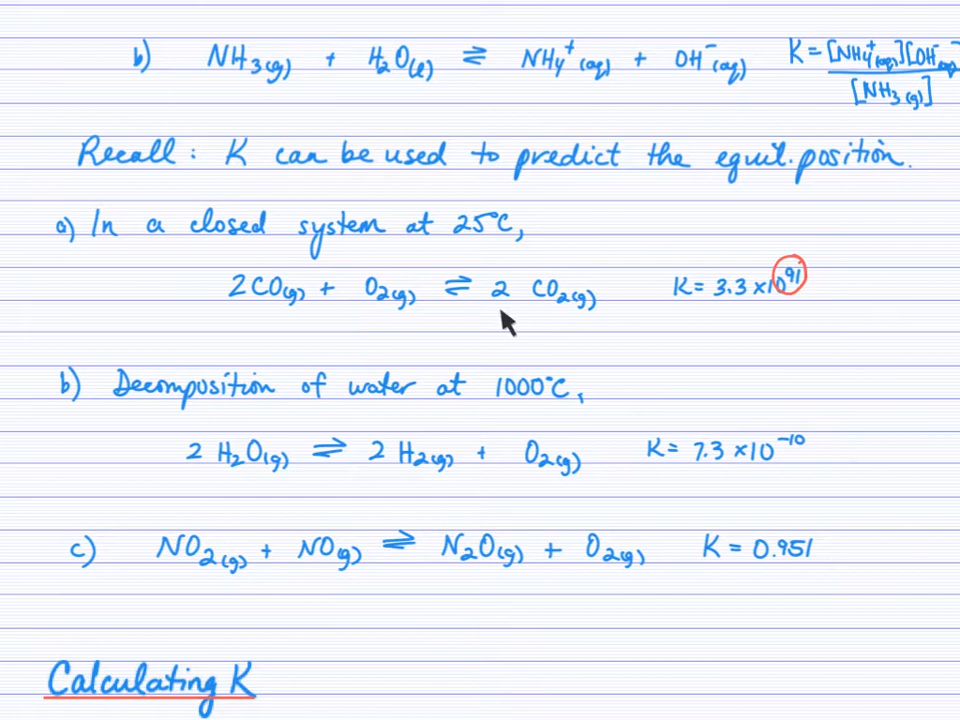 b) NH₃(g) + H₂O(ℓ) ⇌ NH₄⁺(aq) + OH⁻(aq) K = [NH₄⁺(aq)][OH⁻(aq)]
[NH₃(g)]
Recall: K can be used to predict the equil. position.
a) In a closed system at 25°C,
2CO(g) + O₂(g) ⇌ 2 CO₂(g) K = 3.3 × 10⁹¹
b) Decomposition of water at 1000°C,
2 H₂O(g) ⇌ 2 H₂(g) + O₂(g) K = 7.3 × 10⁻¹⁰
c) NO₂(g) + NO(g) ⇌ N₂O(g) + O₂(g) K = 0.951
Calculating K